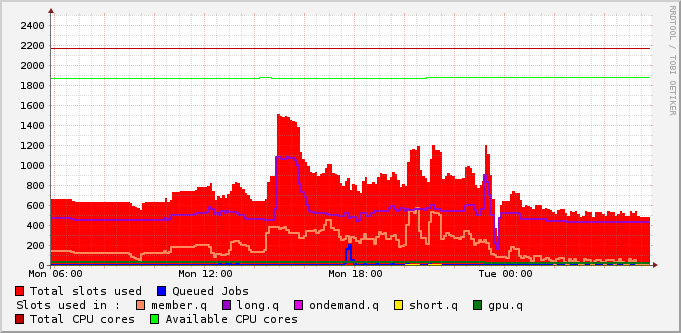 RRDTOOL / TOBI OETIKER
2400
2200
2000
1800
1600
1400
1200
1000
800
600
400
200
0
Mon 06:00 Mon 12:00 Mon 18:00 Tue 00:00
Total slots used Queued Jobs
Slots used in : member.q long.q ondemand.q short.q gpu.q
Total CPU cores Available CPU cores